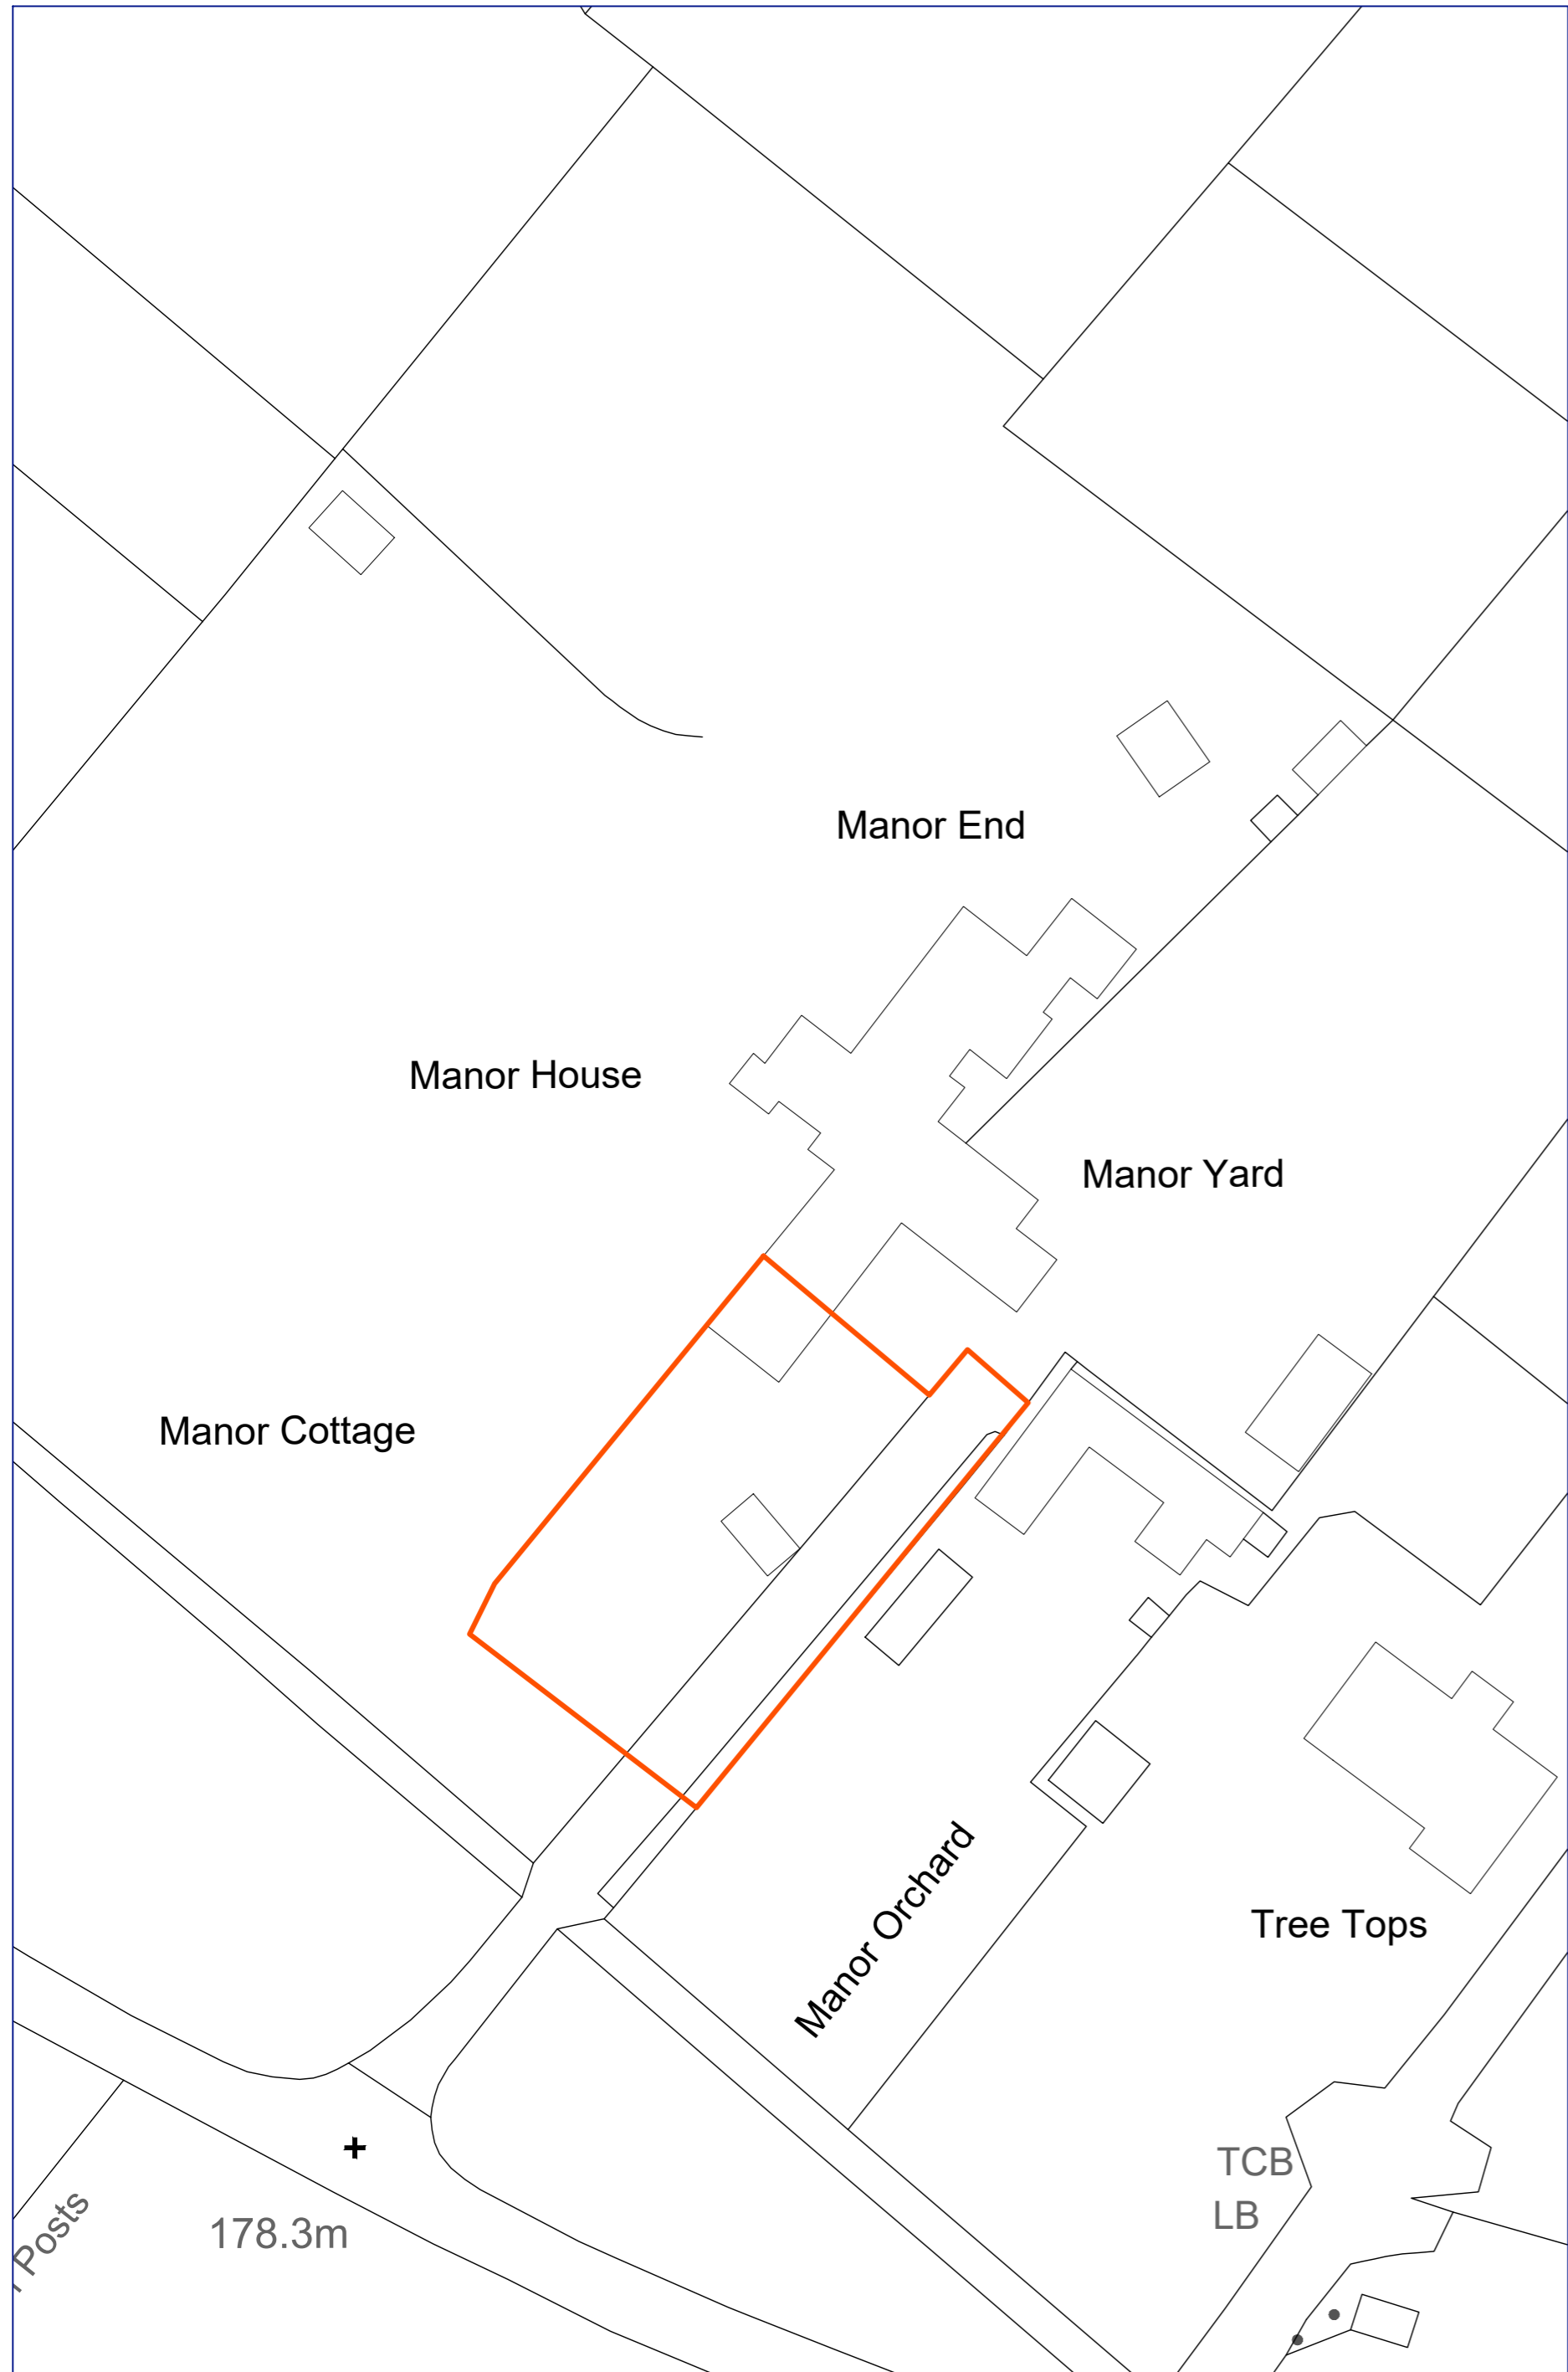 Manor End
Manor House
Manor Yard
Manor Cottage
Manor Orchard
Tree Tops
TCB
LB
178.3m
Posts